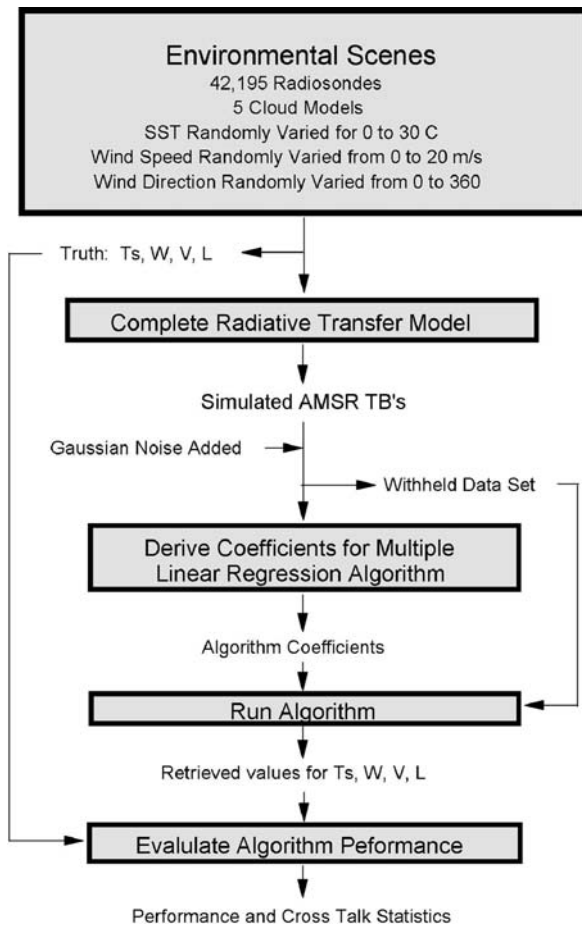 Environmental Scenes
42,195 Radiosondes
5 Cloud Models
SST Randomly Varied for 0 to 30 C
Wind Speed Randomly Varied from 0 to 20 m/s
Wind Direction Randomly Varied from 0 to 360
Truth: Ts, W, V, L
Complete Radiative Transfer Model
Simulated AMSR TB's
Gaussian Noise Added
Withheld Data Set
Derive Coefficients for Multiple
Linear Regression Algorithm
Algorithm Coefficients
Run Algorithm
Retrieved values for Ts, W, V, L
Evalulate Algorithm Peformance
Performance and Cross Talk Statistics